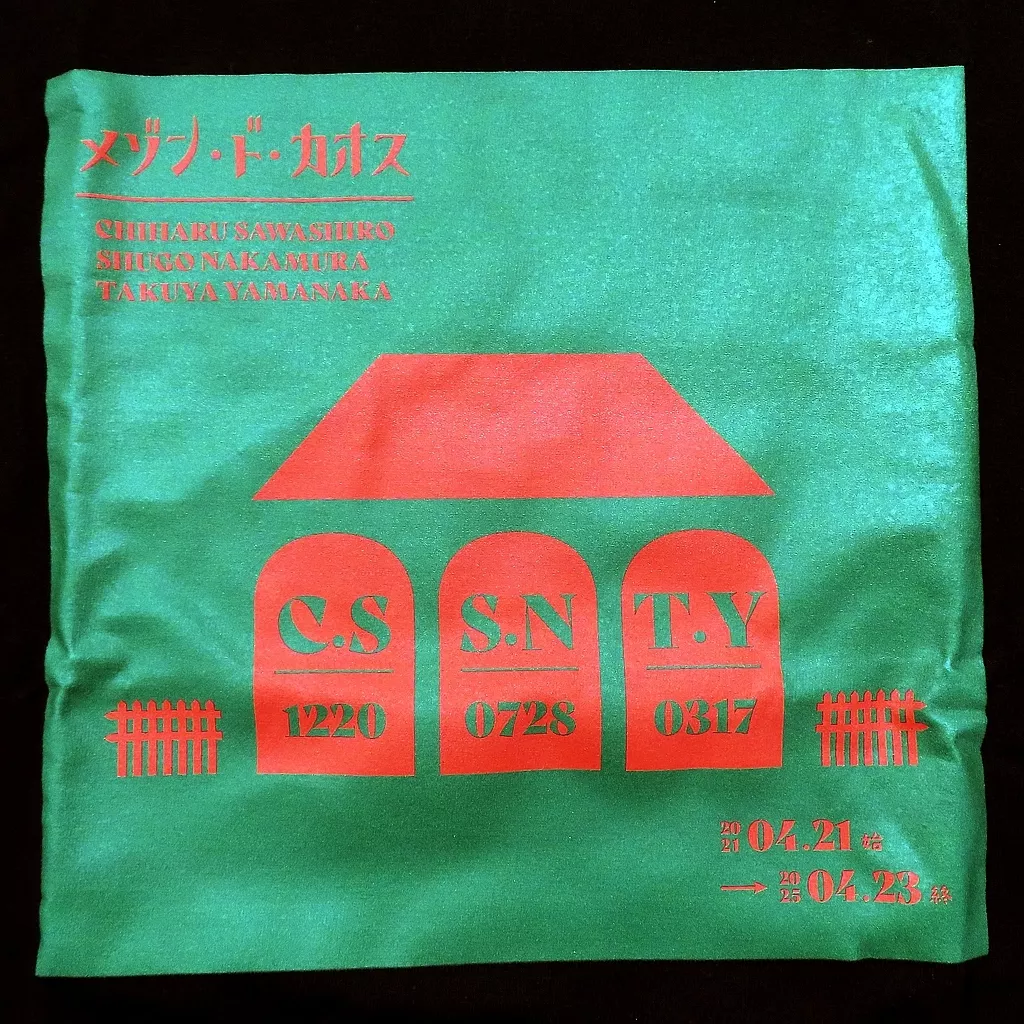 メゾン・ド・カオス
CHIHARU SAWASHIRO
SHUGO NAKAMURA
TAKUYA YAMANAKA
C.S
1220
S.N
0728
T.Y
0317
2021 04.21 始
→ 2025 04.23 終